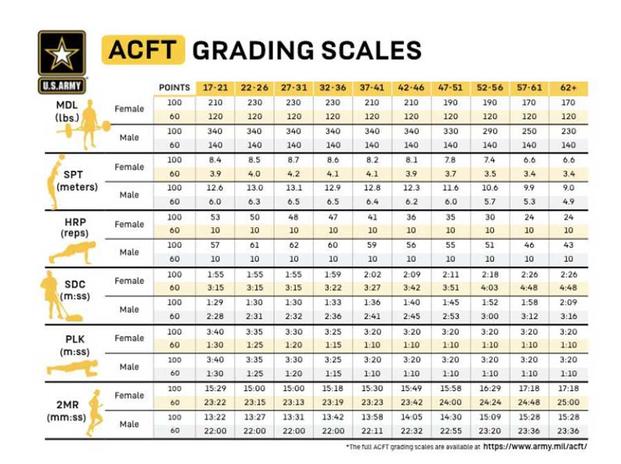 U.S.ARMY
ACFT GRADING SCALES
POINTS 17-21 22-26 27-31 32-36 37-41 42-46 47-51 52-56 57-61 62+
MDL (lbs.) Female 100 210 230 230 230 210 210 190 190 170 170
60 120 120 120 120 120 120 120 120 120 120
Male 100 340 340 340 340 340 340 330 290 250 230
60 140 140 140 140 140 140 140 140 140 140
SPT (meters) Female 100 8.4 8.5 8.7 8.6 8.2 8.1 7.8 7.4 6.6 6.6
60 3.9 4.0 4.2 4.1 4.1 3.9 3.7 3.5 3.4 3.4
Male 100 12.6 13.0 13.1 12.9 12.8 12.3 11.6 10.6 9.9 9.0
60 6.0 6.3 6.5 6.5 6.4 6.2 6.0 5.7 5.3 4.9
HRP (reps) Female 100 53 50 48 47 41 36 35 30 24 24
60 10 10 10 10 10 10 10 10 10 10
Male 100 57 61 62 60 59 56 55 51 46 43
60 10 10 10 10 10 10 10 10 10 10
SDC (m:ss) Female 100 1:55 1:55 1:55 1:59 2:02 2:09 2:11 2:18 2:26 2:26
60 3:15 3:15 3:15 3:22 3:27 3:42 3:51 4:03 4:48 4:48
Male 100 1:29 1:30 1:30 1:33 1:36 1:40 1:45 1:52 1:58 2:09
60 2:28 2:31 2:32 2:36 2:41 2:45 2:53 3:00 3:12 3:16
PLK (m:ss) Female 100 3:40 3:35 3:30 3:25 3:20 3:20 3:20 3:20 3:20 3:20
60 1:30 1:25 1:20 1:15 1:10 1:10 1:10 1:10 1:10 1:10
Male 100 3:40 3:35 3:30 3:25 3:20 3:20 3:20 3:20 3:20 3:20
60 1:30 1:25 1:20 1:15 1:10 1:10 1:10 1:10 1:10 1:10
2MR (mm:ss) Female 100 15:29 15:00 15:00 15:18 15:30 15:49 15:58 16:29 17:18 17:18
60 23:22 23:15 23:13 23:19 23:23 23:42 24:00 24:24 24:48 25:00
Male 100 13:22 13:27 13:31 13:42 13:58 14:05 14:30 15:09 15:28 15:28
60 22:00 22:00 22:00 22:00 22:11 22:32 22:55 23:20 23:36 23:36
*The full ACFT grading scales are available at https://www.army.mil/acft/